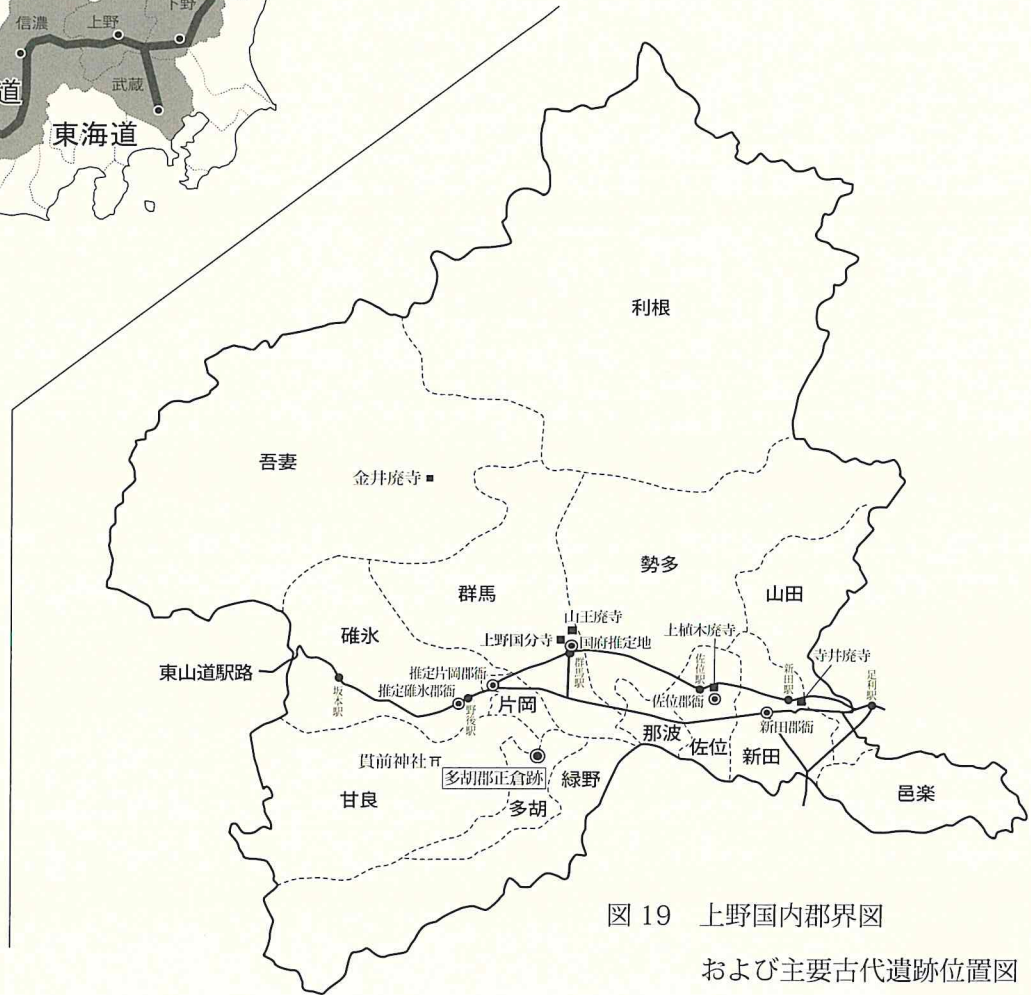 信濃
上野
下野
武蔵
道
東海道
利根
吾妻
金井廃寺
勢多
群馬
山田
碓氷
山王廃寺
上野国分寺
国府推定地
上植木廃寺
寺井廃寺
東山道駅路
坂本駅
推定片岡郡衙
推定碓氷郡衙
野後駅
片岡
群馬駅
佐位駅
佐位郡衙
新田駅
足利駅
新田郡衙
那波
佐位
新田
貫前神社
多胡郡正倉跡
甘良
多胡
緑野
邑楽
図 19 上野国内郡界図
および主要古代遺跡位置図